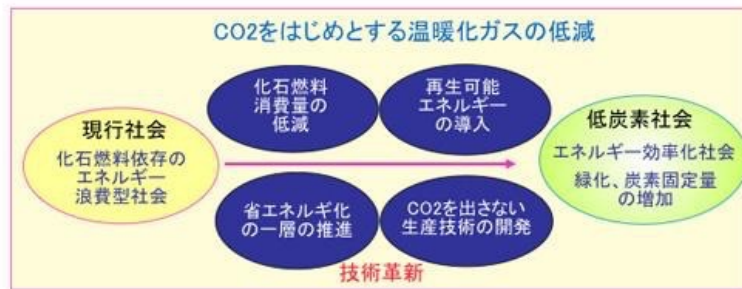 CO2をはじめとする温暖化ガスの低減
化石燃料
消費量の
低減
再生可能
エネルギー
の導入
現行社会
化石燃料依存の
エネルギー
浪費型社会
低炭素社会
エネルギー効率化社会
緑化、炭素固定量
の増加
省エネルギ化
の一層の推進
CO2を出さない
生産技術の開発
技術革新